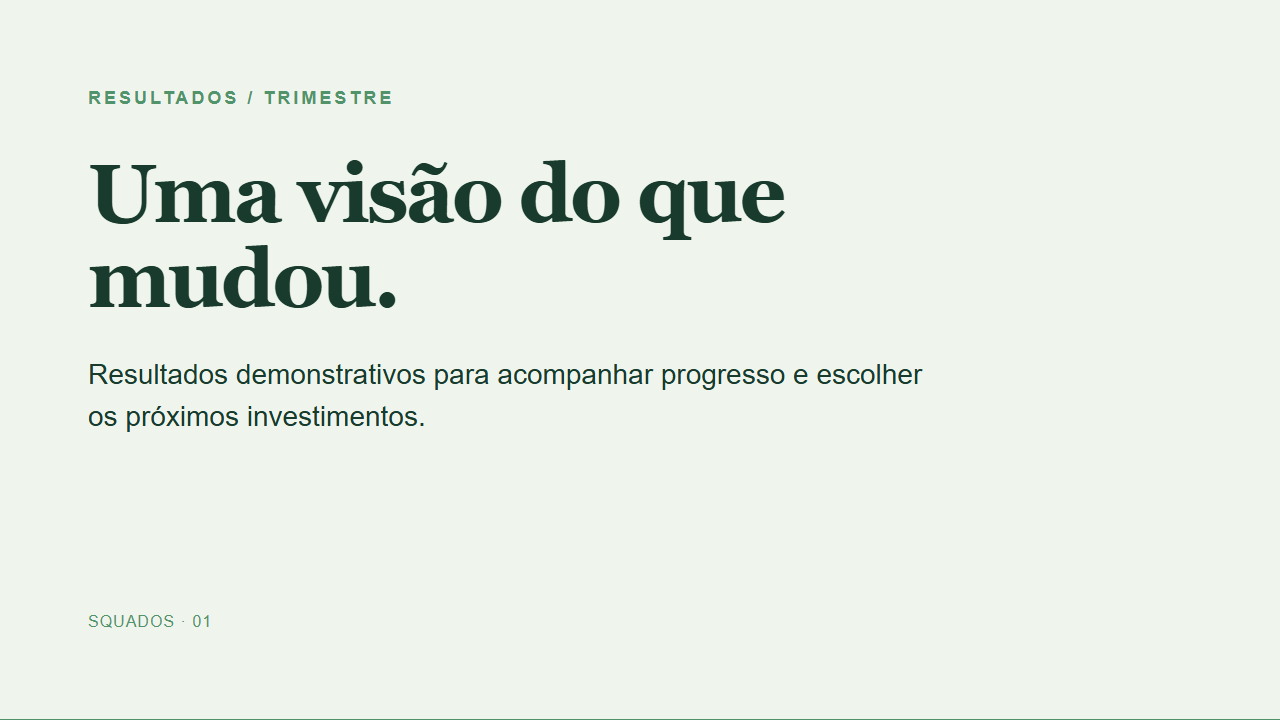 RESULTADOS / TRIMESTRE
Uma visão do que
mudou.
Resultados demonstrativos para acompanhar progresso e escolher
os próximos investimentos.
SQUADOS · 01